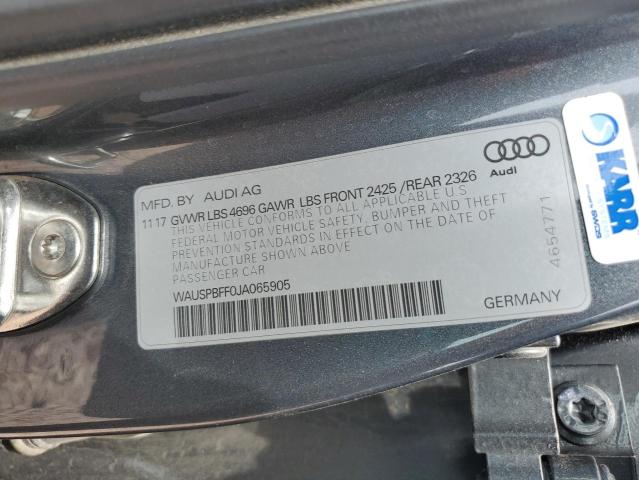 MFD. BY AUDI AG
11 17 GVWR LBS 4696 GAWR LBS FRONT 2425 / REAR 2326
THIS VEHICLE CONFORMS TO ALL APPLICABLE U.S
FEDERAL MOTOR VEHICLE SAFETY, BUMPER AND THEFT
PREVENTION STANDARDS IN EFFECT ON THE DATE OF
MANUFACTURE SHOWN ABOVE
PASSENGER CAR
WAUSPBFF0JA065905
GERMANY
Audi
4654771
KARR